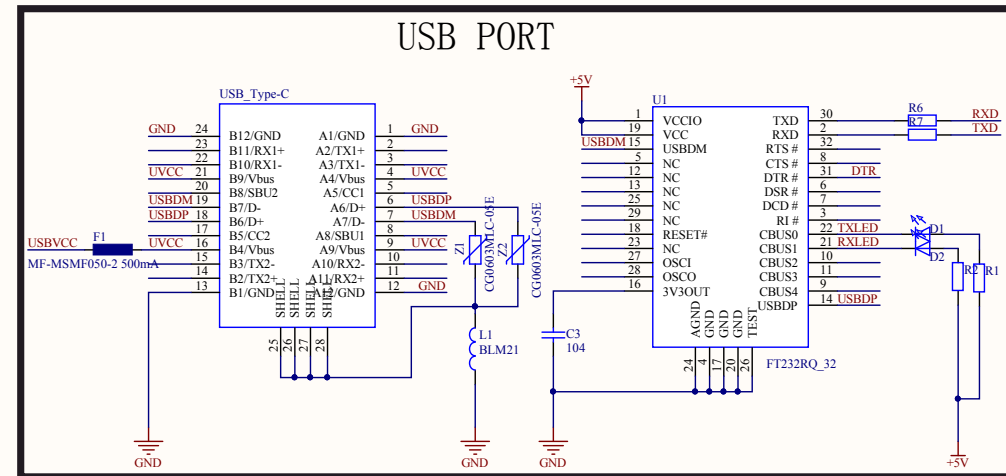 USB PORT
USB_Type-C
GND 24 B12/GND A1/GND 1 GND
23 B11/RX1+ A2/TX1+ 2
22 B10/RX1- A3/TX1- 3
UVCC 21 B9/Vbus A4/Vbus 4 UVCC
20 B8/SBU2 A5/CC1 5
USBDM 19 B7/D- A6/D+ 6 USBDP
USBDP 18 B6/D+ A7/D- 7 USBDM
17 B5/CC2 A8/SBU1 8
UVCC 16 B4/Vbus A9/Vbus 9 UVCC
15 B3/TX2- A10/RX2- 10
14 B2/TX2+ A11/RX2+ 11
13 B1/GND A12/GND 12 GND
SHELL SHELL SHELL SHELL
25 26 27 28
USBVCC F1
MF-MSMF050-2 500mA
GND
Z1
CG0603MLC-05E
Z2
CG0603MLC-05E
L1
BLM21
GND
+5V
U1
1 VCCIO TXD 30 R6 RXD
19 VCC RXD 2 R7 TXD
USBDM 15 USBDM RTS # 32
5 NC CTS # 8
12 NC DTR # 31 DTR
13 NC DSR # 6
25 NC DCD # 7
29 NC RI # 3
18 RESET# CBUS0 22 TXLED D1
23 NC CBUS1 21 RXLED D2
27 OSCI CBUS2 10
28 OSCO CBUS3 11
16 3V3OUT CBUS4 9
USBDP 14 USBDP
AGND GND GND GND TEST
24 4 17 20 26
FT232RQ_32
C3
104
GND
R2
R1
+5V